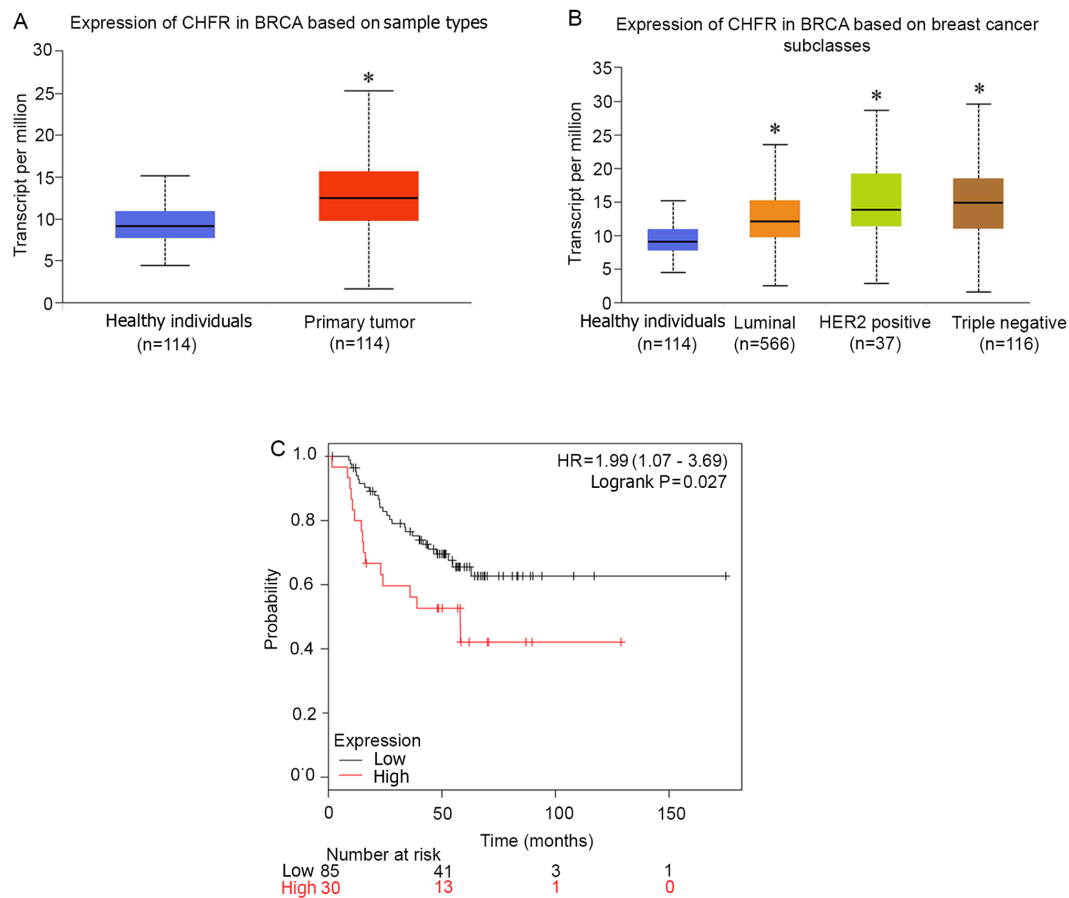 A
Expression of CHFR in BRCA based on sample types
30
25
20
15
10
5
0
Transcript per million
*
Healthy individuals
(n=114)
Primary tumor
(n=114)
B
Expression of CHFR in BRCA based on breast cancer
subclasses
35
30
25
20
15
10
5
0
Transcript per million
*
*
*
Healthy individuals
(n=114)
Luminal
(n=566)
HER2 positive
(n=37)
Triple negative
(n=116)
C
HR=1.99 (1.07 - 3.69)
Logrank P=0.027
1.0
0.8
0.6
0.4
0.2
0.0
Probability
Expression
Low
High
0 50 100 150
Time (months)
Number at risk
Low 85 41 3 1
High 30 13 1 0